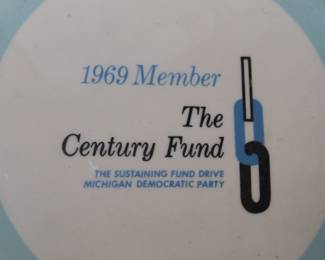 1969 Member
The
Century Fund
THE SUSTAINING FUND DRIVE
MICHIGAN DEMOCRATIC PARTY